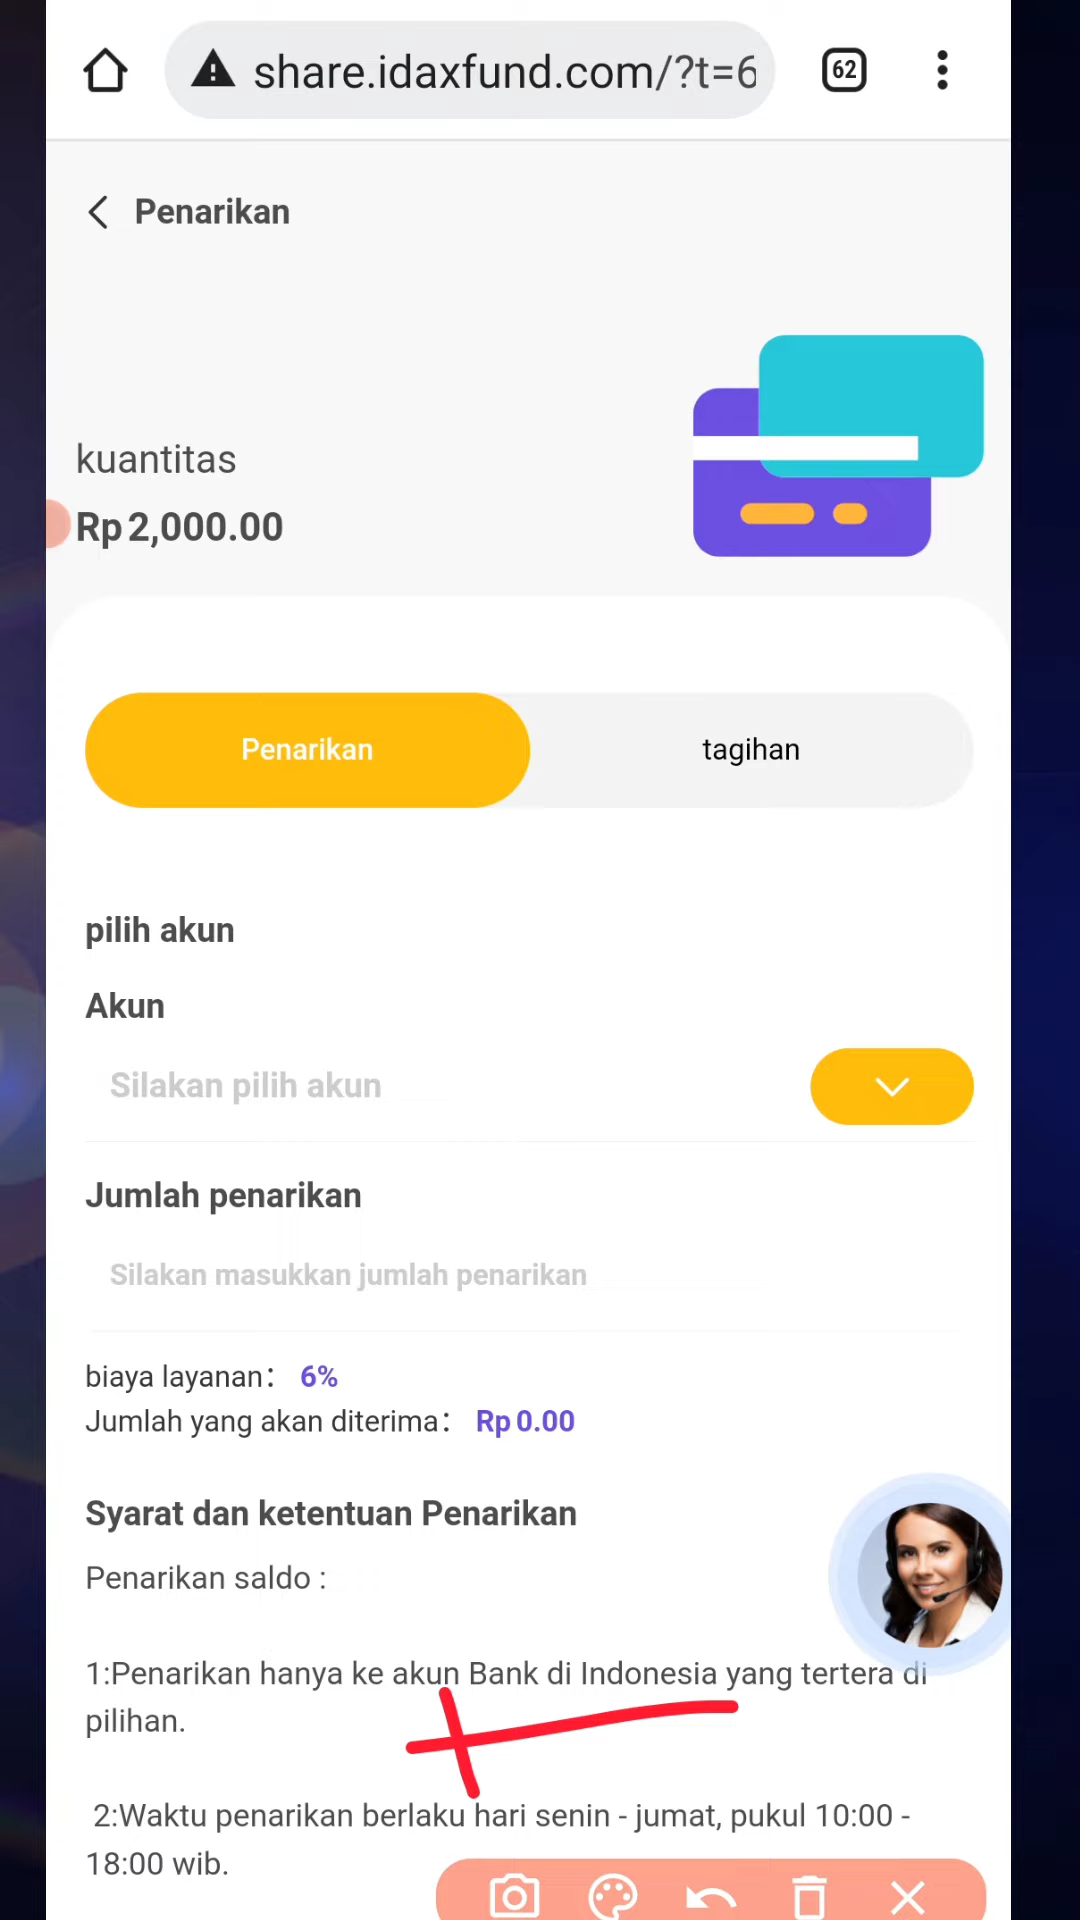 share.idaxfund.com/?t=6
62
Penarikan
kuantitas
Rp 2,000.00
Penarikan
tagihan
pilih akun
Akun
Silakan pilih akun
Jumlah penarikan
Silakan masukkan jumlah penarikan
biaya layanan： 6%
Jumlah yang akan diterima： Rp 0.00
Syarat dan ketentuan Penarikan
Penarikan saldo :
1:Penarikan hanya ke akun Bank di Indonesia yang tertera di
pilihan.
2:Waktu penarikan berlaku hari senin - jumat, pukul 10:00 -
18:00 wib.